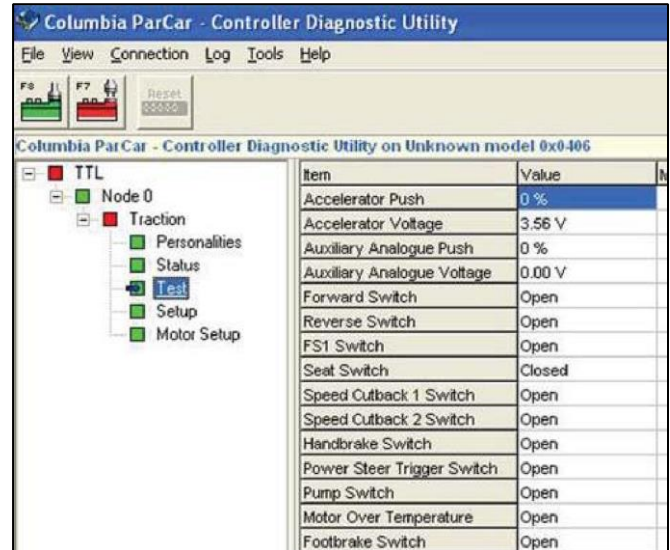 Columbia ParCar - Controller Diagnostic Utility
File View Connection Log Tools Help
F8 F7 Reset
Columbia ParCar - Controller Diagnostic Utility on Unknown model 0x0406
TTL
Node 0
Traction
Personalities
Status
Test
Setup
Motor Setup
Item Value M
Accelerator Push 0 %
Accelerator Voltage 3.56 V
Auxiliary Analogue Push 0 %
Auxiliary Analogue Voltage 0.00 V
Forward Switch Open
Reverse Switch Open
FS1 Switch Open
Seat Switch Closed
Speed Cutback 1 Switch Open
Speed Cutback 2 Switch Open
Handbrake Switch Open
Power Steer Trigger Switch Open
Pump Switch Open
Motor Over Temperature Open
Footbrake Switch Open